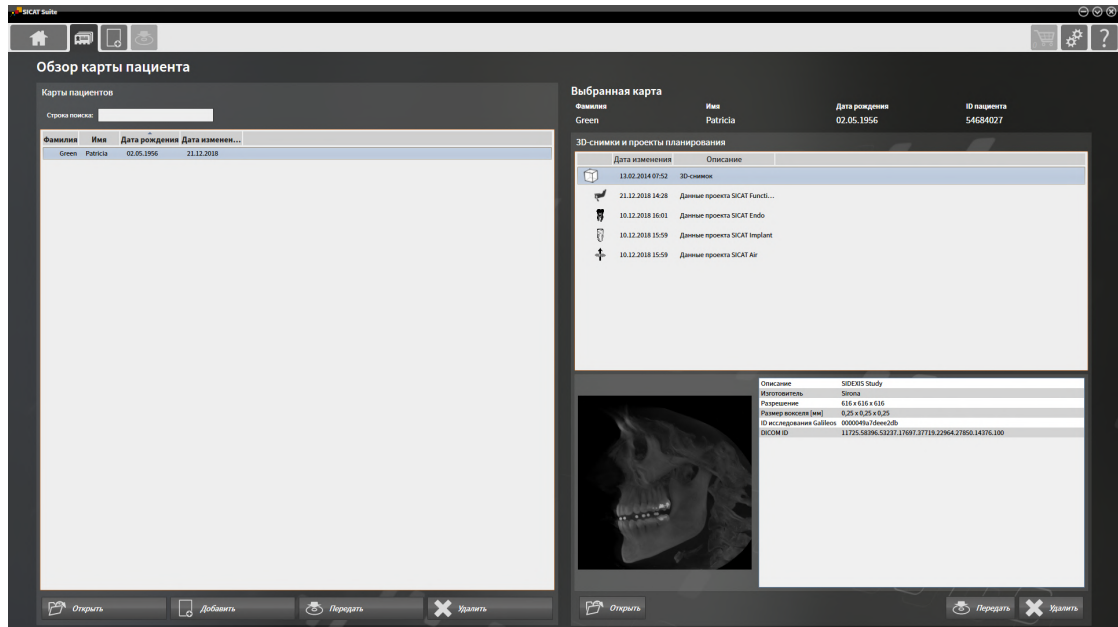 SICAT Suite
Обзор карты пациента
Карты пациентов
Строка поиска:
Фамилия Имя Дата рождения Дата изменен...
Green Patricia 02.05.1956 21.12.2018
Открыть Добавить Передать Удалить
Выбранная карта
Фамилия Имя Дата рождения ID пациента
Green Patricia 02.05.1956 54684027
3D-снимки и проекты планирования
Дата изменения Описание
13.02.2014 07:52 3D-снимок
21.12.2018 14:28 Данные проекта SICAT Functi...
10.12.2018 16:01 Данные проекта SICAT Endo
10.12.2018 15:59 Данные проекта SICAT Implant
10.12.2018 15:59 Данные проекта SICAT Air
Описание SIDEXIS Study
Изготовитель Sirona
Разрешение 616 x 616 x 616
Размер вокселя [мм] 0,25 x 0,25 x 0,25
ID исследования Galileos 0000049a7deee2db
DICOM ID 11725.58396.53237.17697.37719.22964.27850.14376.100
Открыть Передать Удалить